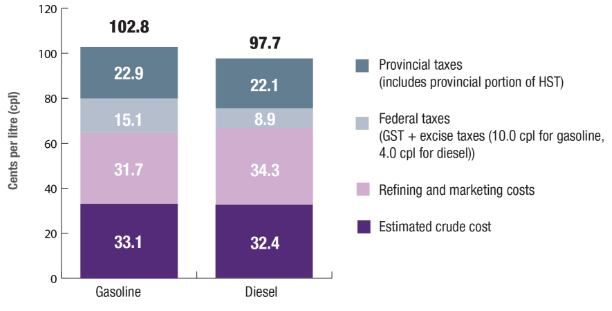 120
100
80
60
40
20
0
Cents per litre (cpl)
102.8
22.9
15.1
31.7
33.1
Gasoline
97.7
22.1
8.9
34.3
32.4
Diesel
Provincial taxes
(includes provincial portion of HST)
Federal taxes
(GST + excise taxes (10.0 cpl for gasoline,
4.0 cpl for diesel))
Refining and marketing costs
Estimated crude cost